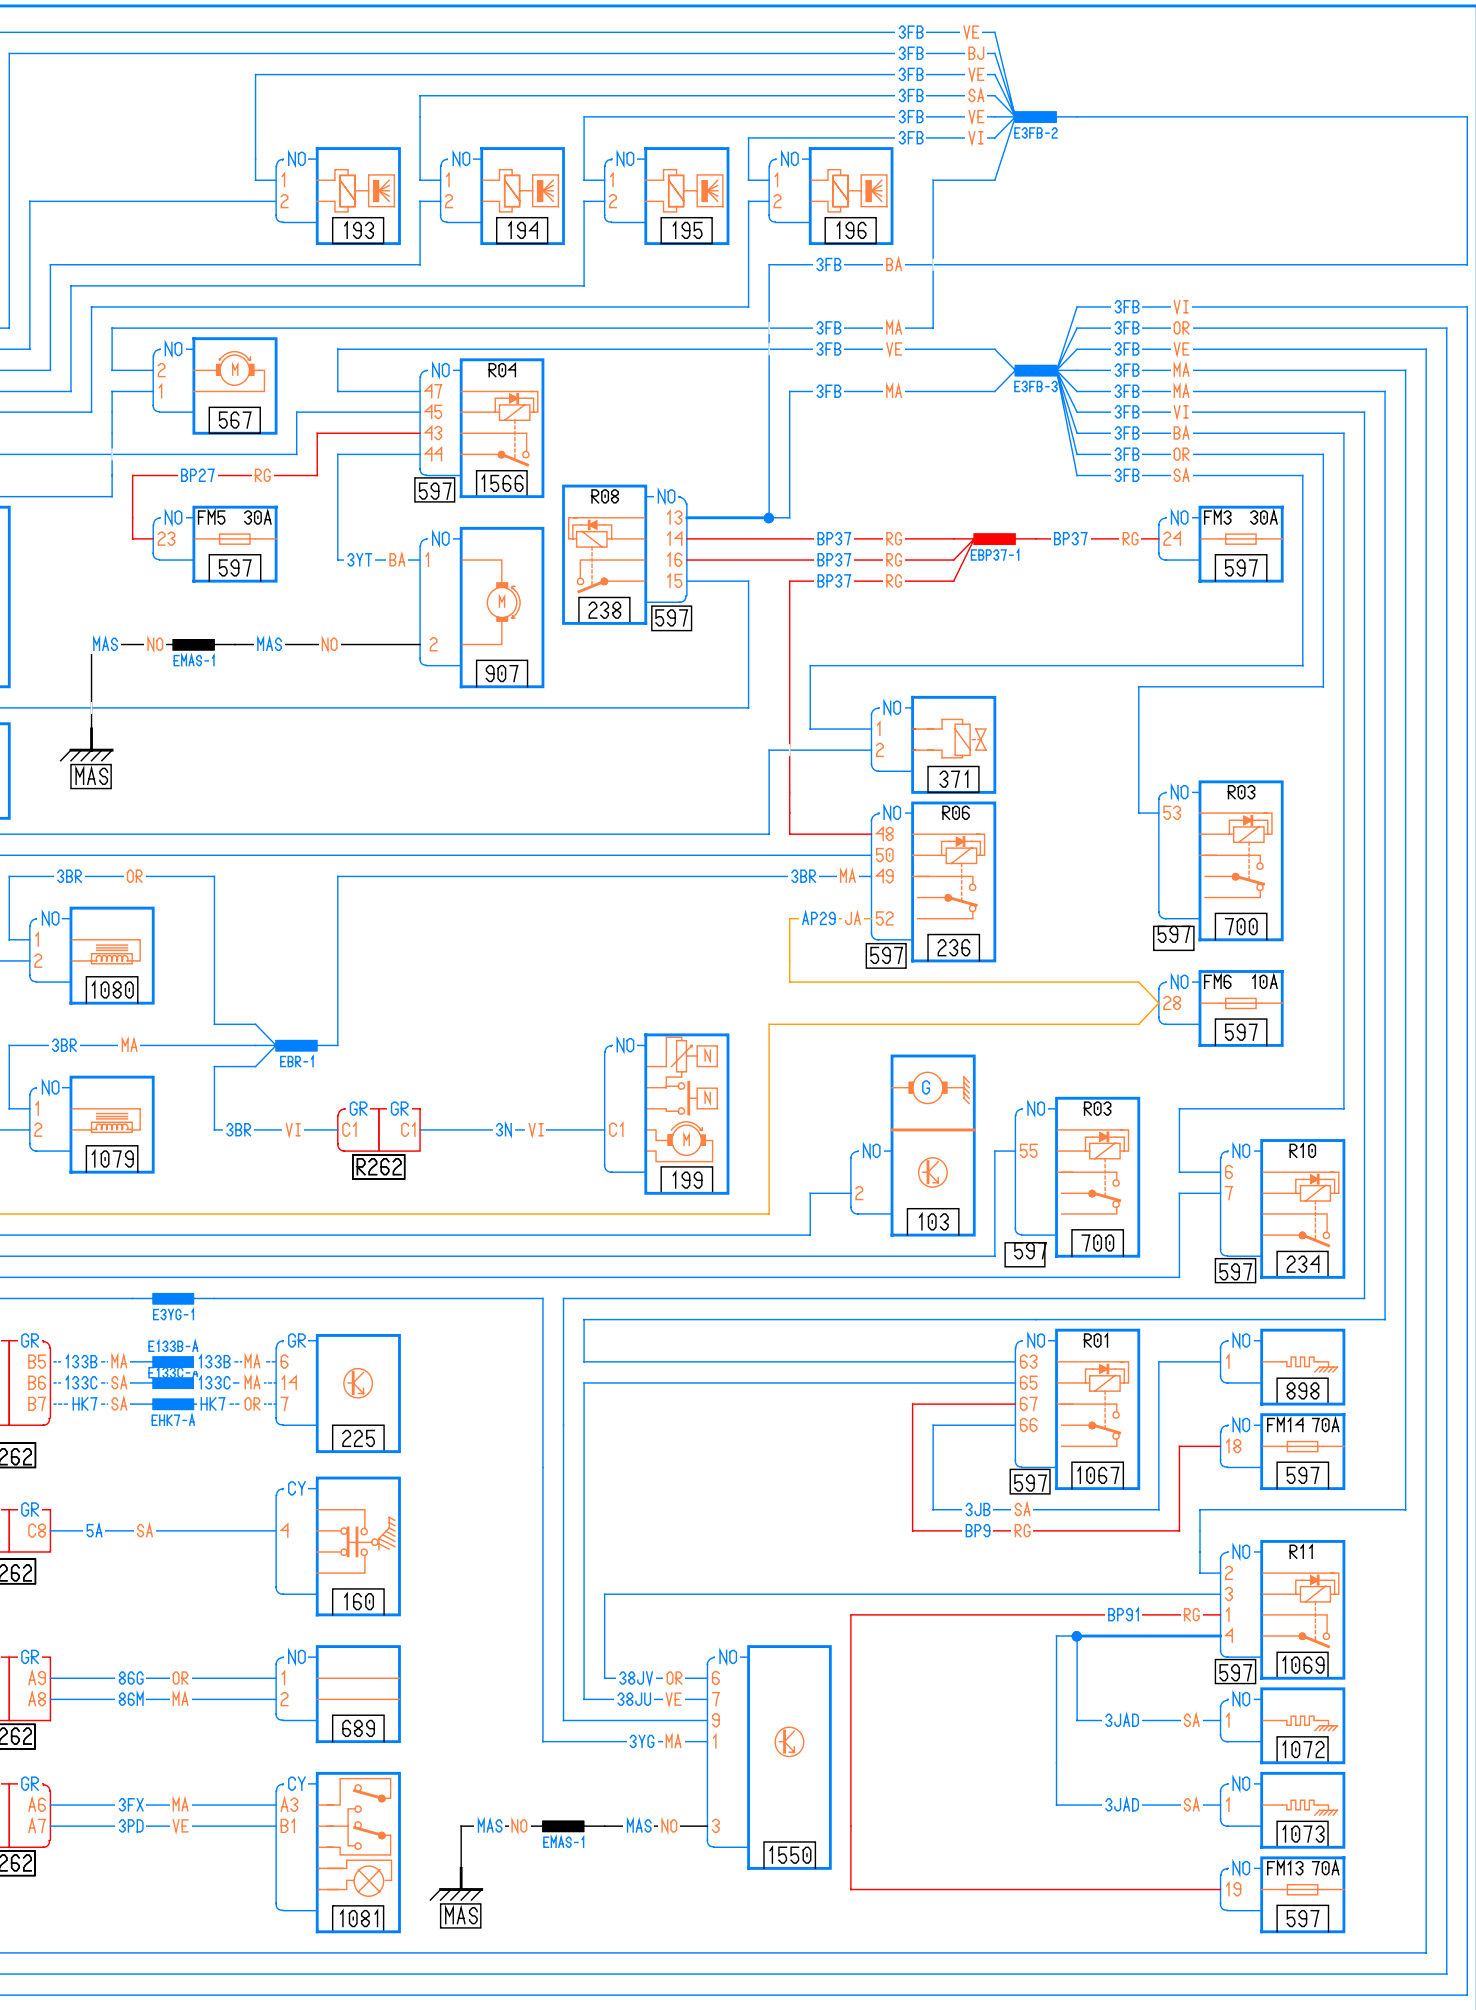 3FB VE
3FB BJ
3FB VE
3FB SA
3FB VE
3FB VI
E3FB-2
NO 1 2 193
NO 1 2 194
NO 1 2 195
NO 1 2 196
3FB BA
3FB MA
3FB VE
3FB MA
E3FB-3
3FB VI
3FB OR
3FB VE
3FB MA
3FB MA
3FB VI
3FB BA
3FB OR
3FB SA
NO 2 1 567
NO R04
47
45
43
44
597 1566
BP27 RG
NO FM5 30A
23
597
3YT BA
NO
1
2
907
MAS NO EMAS-1 MAS NO
MAS
R08 NO
13
14
16
15
238 597
BP37 RG
BP37 RG
BP37 RG
EBP37-1
BP37 RG
NO FM3 30A
24
597
NO
1
2
371
NO R06
48
50
49
52
597 236
3BR MA
AP29 JA
NO R03
53
597 700
NO FM6 10A
28
597
3BR OR
NO
1
2
1080
3BR MA
EBR-1
NO
1
2
1079
3BR VI
GR GR
C1 C1
R262
3N VI
NO
C1
N
N
M
199
G
NO
2
103
NO R03
55
597 700
NO R10
6
7
597 234
E3YG-1
GR
B5 133B MA E133B-A 133B MA 6
B6 133C SA E133C-A 133C MA 14
B7 HK7 SA EHK7-A HK7 OR 7
GR
225
262
GR
C8 5A SA
CY
4
160
262
GR
A9 86G OR
A8 86M MA
NO
1
2
689
262
GR
A6 3FX MA
A7 3PD VE
CY
A3
B1
1081
262
NO
38JV OR 6
38JU VE 7
9
3YG MA 1
MAS NO EMAS-1 MAS NO 3
1550
MAS
NO R01
63
65
67
66
597 1067
3JB SA
BP9 RG
NO
1
898
NO FM14 70A
18
597
NO R11
2
3
BP91 RG 1
4
597 1069
NO
3JAD SA 1
1072
NO
3JAD SA 1
1073
NO FM13 70A
19
597
M
M